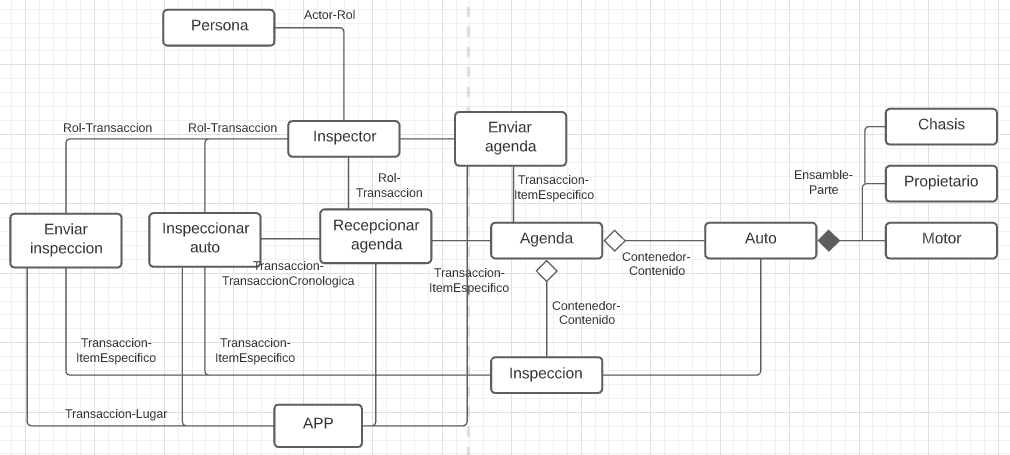 Persona
Actor-Rol
Rol-Transaccion
Rol-Transaccion
Inspector
Enviar
agenda
Chasis
Rol-
Transaccion
Transaccion-
ItemEspecifico
Ensamble-
Parte
Propietario
Enviar
inspeccion
Inspeccionar
auto
Recepcionar
agenda
Agenda
Auto
Motor
Transaccion-
TransaccionCronologica
Transaccion-
ItemEspecifico
Contenedor-
Contenido
Contenedor-
Contenido
Transaccion-
ItemEspecifico
Transaccion-
ItemEspecifico
Inspeccion
Transaccion-Lugar
APP